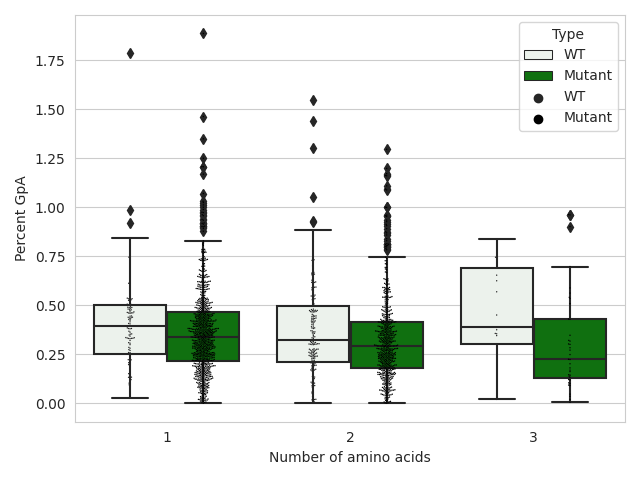 Type
WT
Mutant
WT
Mutant
Percent GpA
1.75
1.50
1.25
1.00
0.75
0.50
0.25
0.00
1 2 3
Number of amino acids